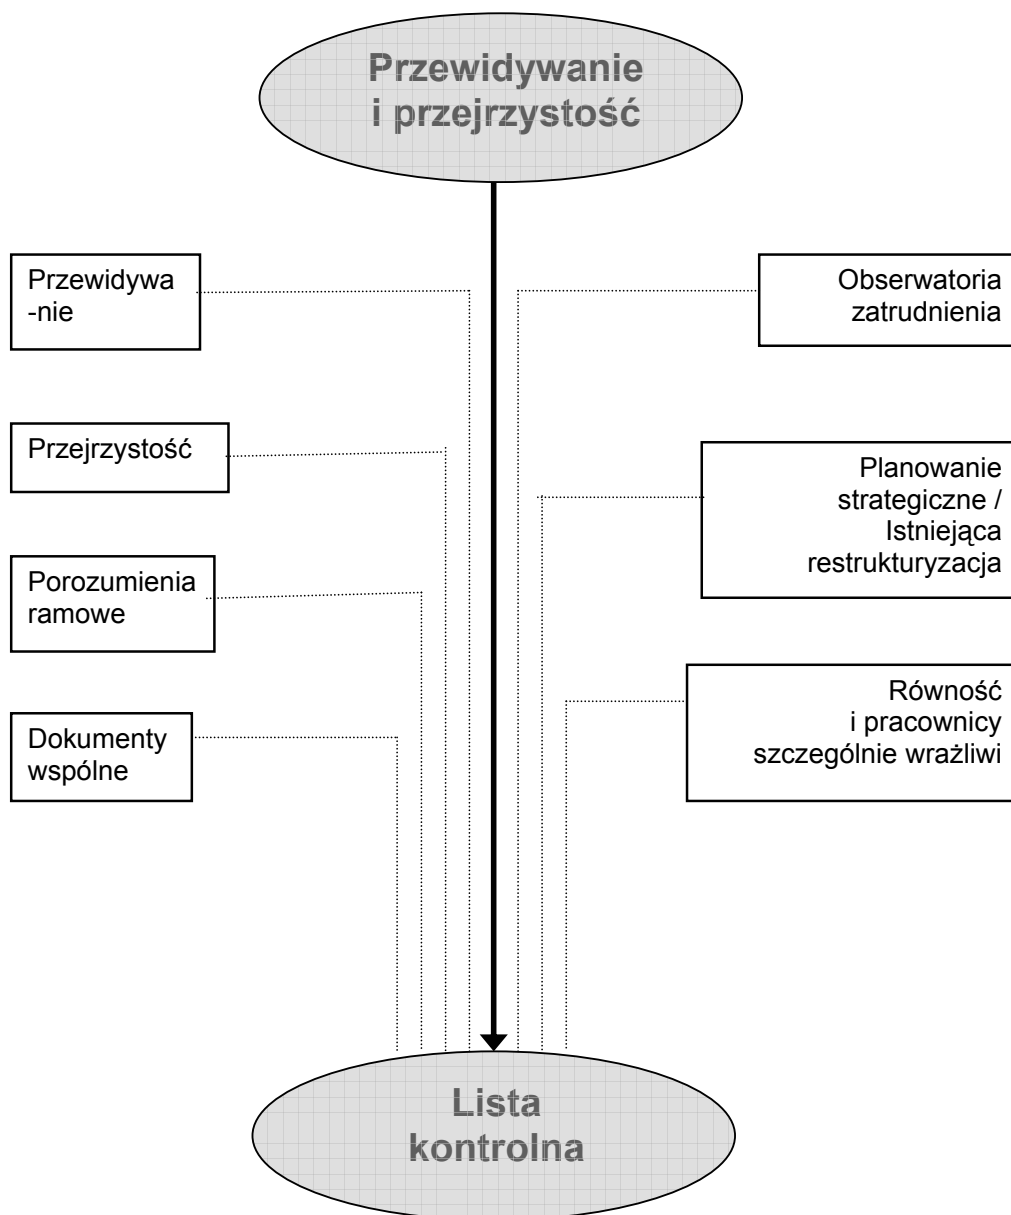 Przewidywanie
i przejrzystość
Przewidywa
-nie
Obserwatoria
zatrudnienia
Przejrzystość
Planowanie
strategiczne /
Istniejąca
restrukturyzacja
Porozumienia
ramowe
Równość
i pracownicy
szczególnie wrażliwi
Dokumenty
wspólne
Lista
kontrolna